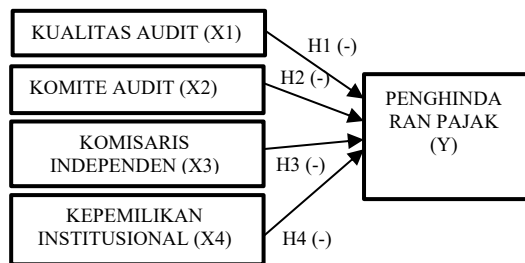 KUALITAS AUDIT (X1)
H1 (-)
KOMITE AUDIT (X2)
H2 (-)
PENGHINDA
RAN PAJAK
(Y)
KOMISARIS
INDEPENDEN (X3)
H3 (-)
KEPEMILIKAN
INSTITUSIONAL (X4)
H4 (-)